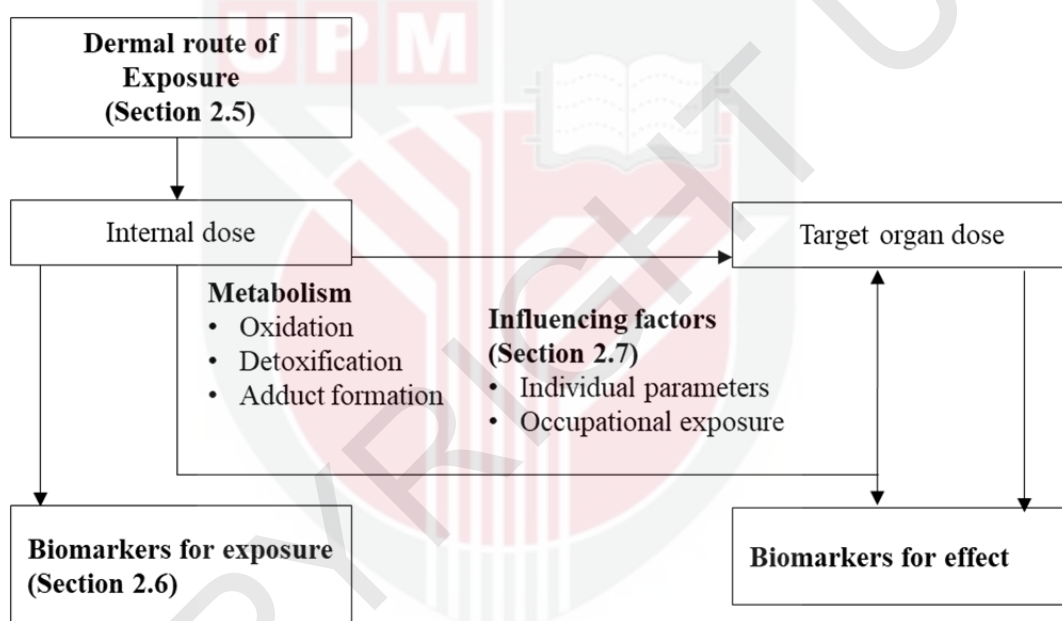 UPM
Dermal route of
Exposure
(Section 2.5)
Internal dose
Target organ dose
Metabolism
• Oxidation
• Detoxification
• Adduct formation
Influencing factors
(Section 2.7)
• Individual parameters
• Occupational exposure
Biomarkers for exposure
(Section 2.6)
Biomarkers for effect
PYRIGHT U